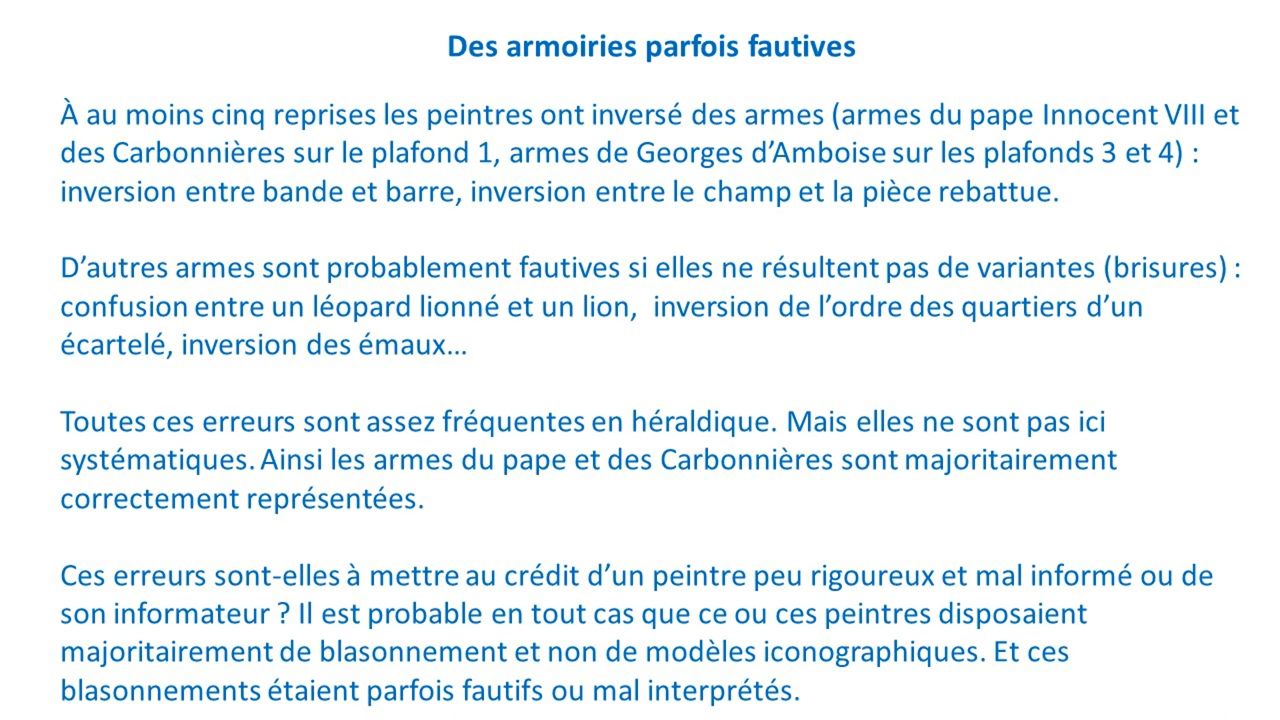 Des armoiries parfois fautives
À au moins cinq reprises les peintres ont inversé des armes (armes du pape Innocent VIII et
des Carbonnières sur le plafond 1, armes de Georges d’Amboise sur les plafonds 3 et 4) :
inversion entre bande et barre, inversion entre le champ et la pièce rebattue.
D’autres armes sont probablement fautives si elles ne résultent pas de variantes (brisures) :
confusion entre un léopard lionné et un lion,  inversion de l’ordre des quartiers d’un
écartelé, inversion des émaux…
Toutes ces erreurs sont assez fréquentes en héraldique. Mais elles ne sont pas ici
systématiques. Ainsi les armes du pape et des Carbonnières sont majoritairement
correctement représentées.
Ces erreurs sont-elles à mettre au crédit d’un peintre peu rigoureux et mal informé ou de
son informateur ? Il est probable en tout cas que ce ou ces peintres disposaient
majoritairement de blasonnement et non de modèles iconographiques. Et ces
blasonnements étaient parfois fautifs ou mal interprétés.